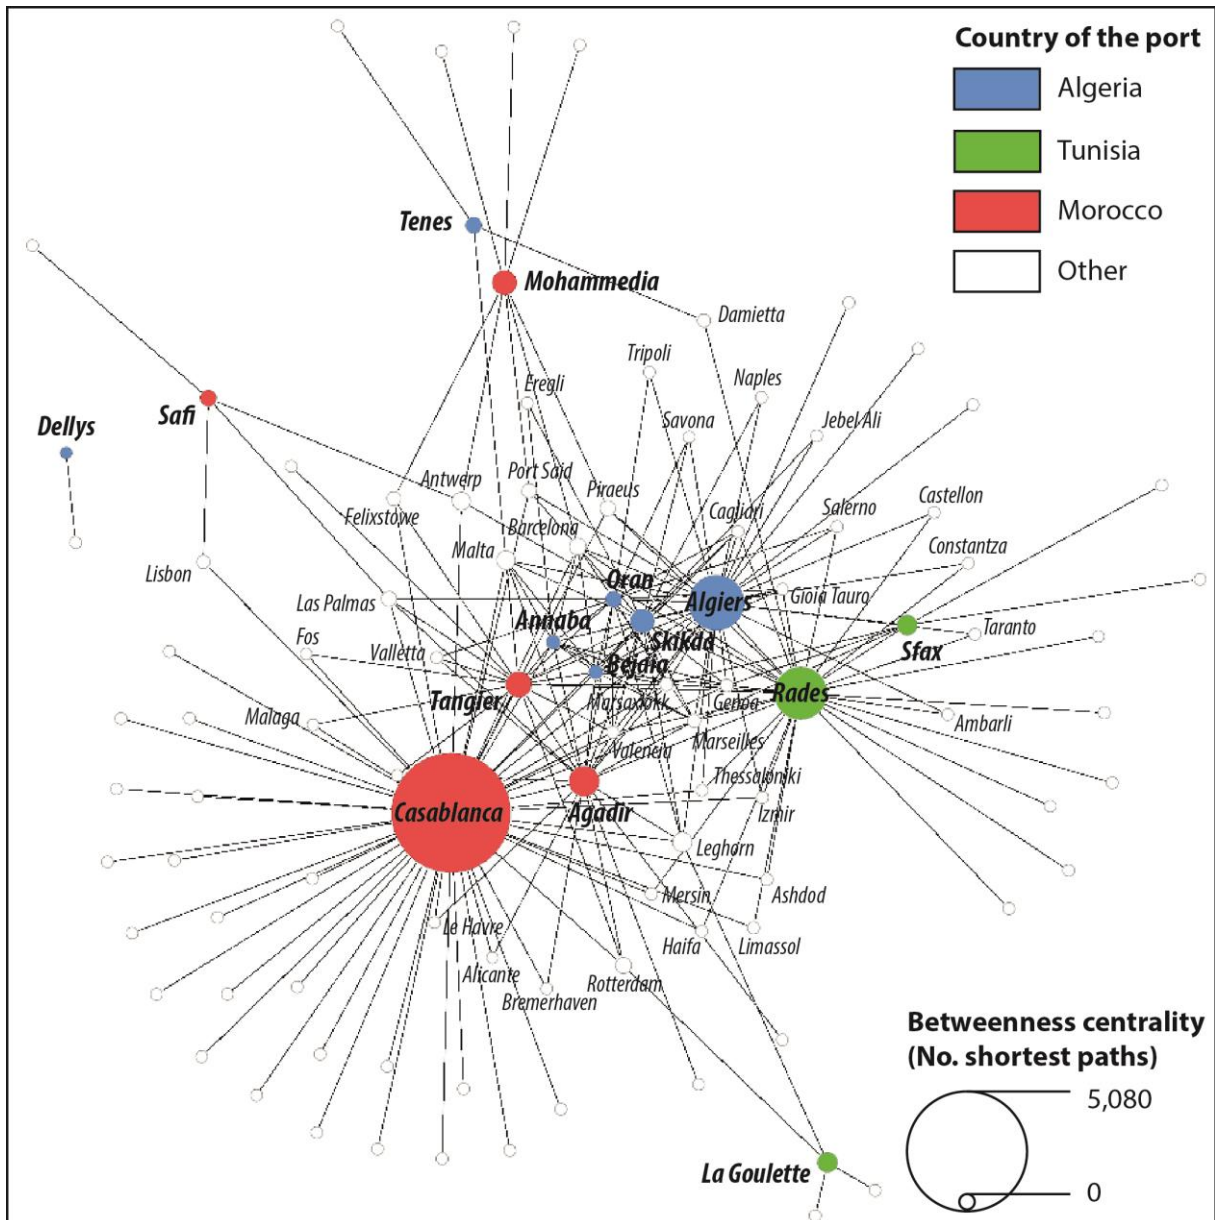 Country of the port
Algeria
Tunisia
Morocco
Other
Tenes
Mohammedia
Damietta
Tripoli
Naples
Eregli
Safi
Savona
Jebel Ali
Dellys
Antwerp
Port Said
Piraeus
Felixstowe
Barcelona
Cagliari
Salerno
Castellon
Constantza
Malta
Lisbon
Oran
Las Palmas
Algiers
Gioia Tauro
Annaba
Skikda
Taranto
Fos
Valletta
Bejaia
Sfax
Tangier
Marsaxlokk
Genoa
Rades
Malaga
Ambarli
Valencia
Marseilles
Thessaloniki
Casablanca
Agadir
Izmir
Leghorn
Mersin
Ashdod
Le Havre
Haifa
Limassol
Alicante
Rotterdam
Bremerhaven
Betweenness centrality
(No. shortest paths)
5,080
0
La Goulette